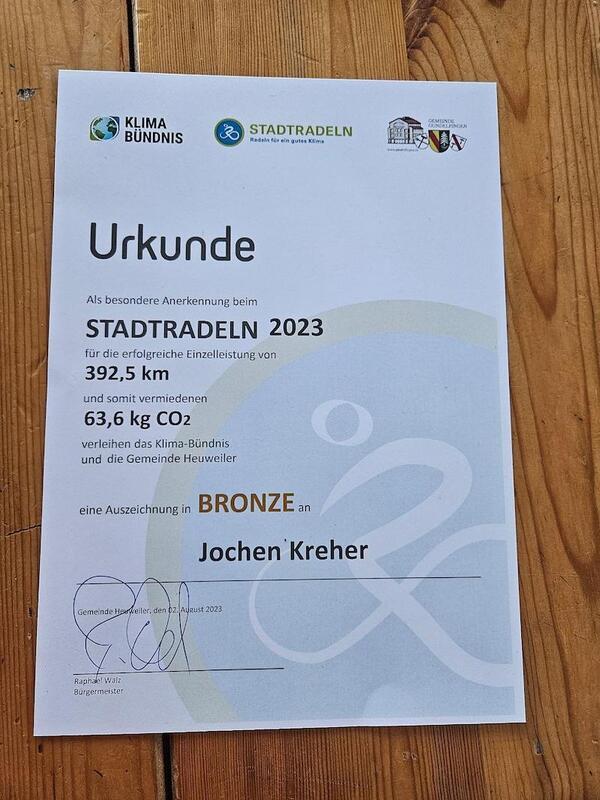 KLIMA
BÜNDNIS
STADTRADELN
Radeln für ein gutes Klima
GEMEINDE
GUNDELFINGEN
Urkunde
Als besondere Anerkennung beim
STADTRADELN 2023
für die erfolgreiche Einzelleistung von
392,5 km
und somit vermiedenen
63,6 kg CO2
verleihen das Klima-Bündnis
und die Gemeinde Heuweiler
eine Auszeichnung in BRONZE an
Jochen Kreher
Gemeinde Heuweiler, den 02. August 2023
Raphael Walz
Bürgermeister